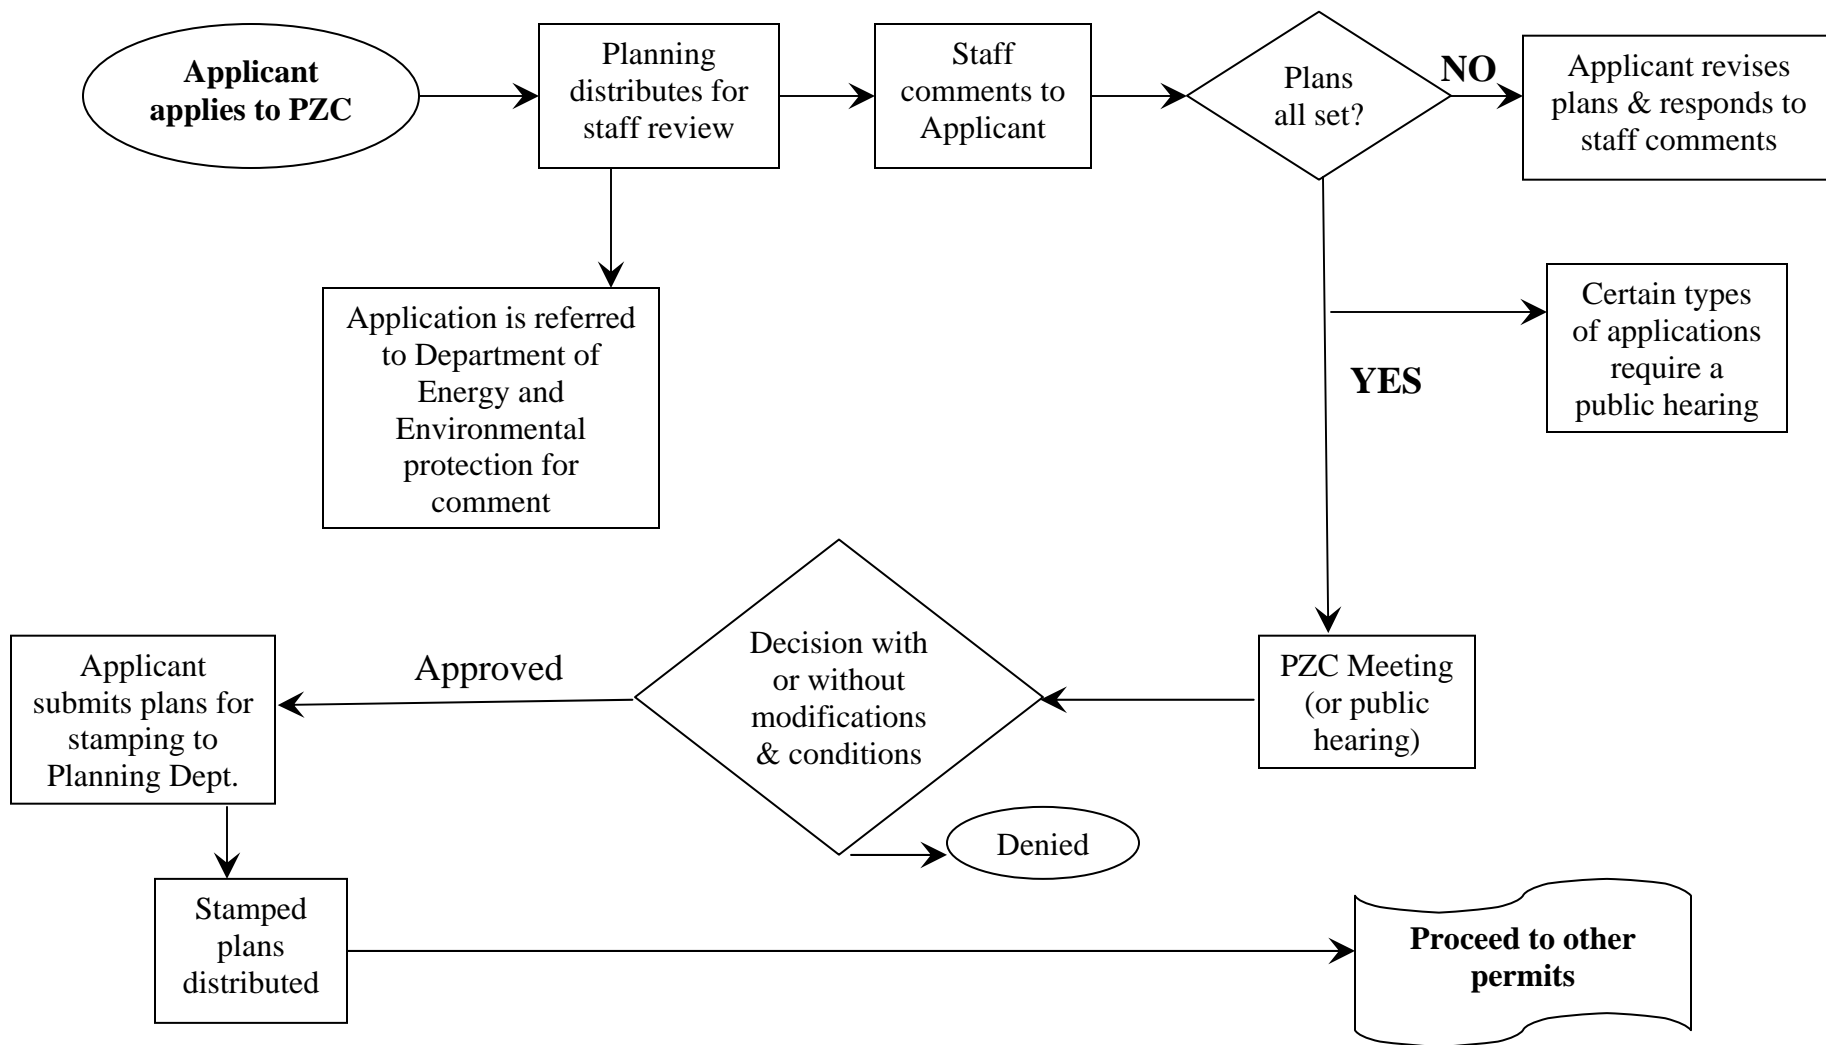 Applicant
applies to PZC
Planning
distributes for
staff review
Staff
comments to
Applicant
Plans
all set?
NO
Applicant revises
plans & responds to
staff comments
Application is referred
to Department of
Energy and
Environmental
protection for
comment
Certain types
of applications
require a
public hearing
YES
Applicant
submits plans for
stamping to
Planning Dept.
Approved
Decision with
or without
modifications
& conditions
PZC Meeting
(or public
hearing)
Denied
Stamped
plans
distributed
Proceed to other
permits